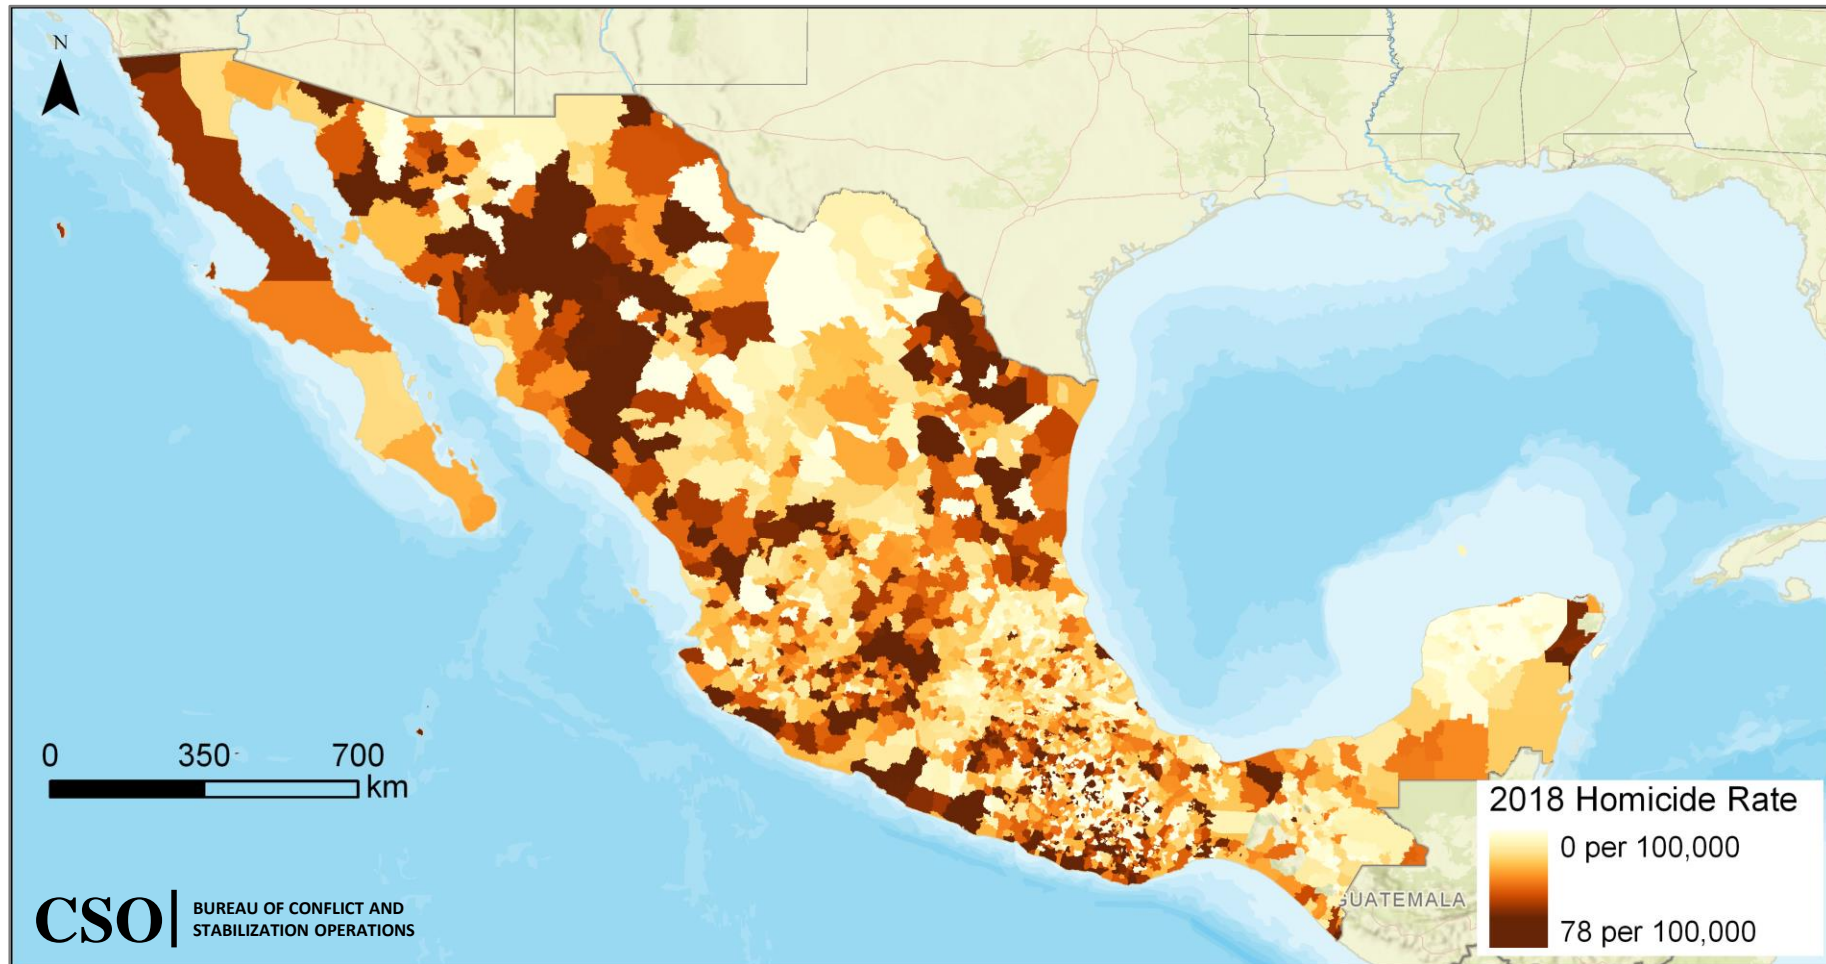 N
0 350 700
km
CSO
BUREAU OF CONFLICT AND
STABILIZATION OPERATIONS
GUATEMALA
2018 Homicide Rate
0 per 100,000
78 per 100,000